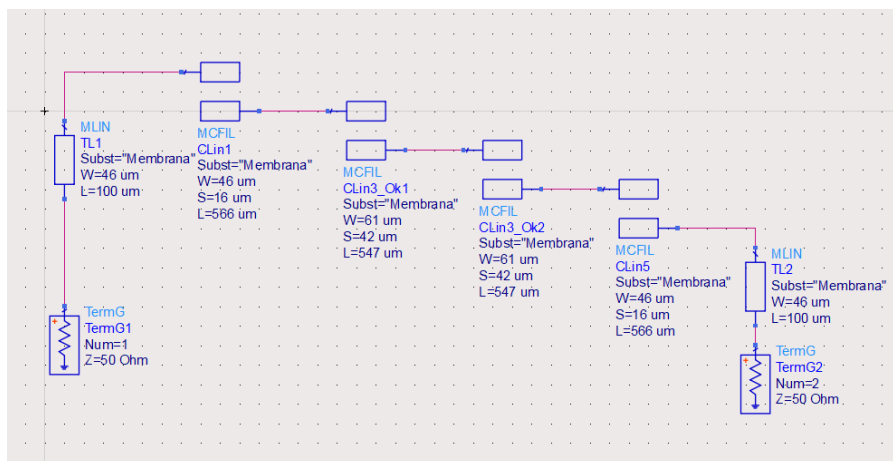 MLIN
TL1
Subst="Membrana"
W=46 um
L=100 um
MCFIL
CLin1
Subst="Membrana"
W=46 um
S=16 um
L=566 um
MCFIL
CLin3_Ok1
Subst="Membrana"
W=61 um
S=42 um
L=547 um
MCFIL
CLin3_Ok2
Subst="Membrana"
W=61 um
S=42 um
L=547 um
MCFIL
CLin5
Subst="Membrana"
W=46 um
S=16 um
L=566 um
MLIN
TL2
Subst="Membrana"
W=46 um
L=100 um
+
TermG
TermG1
Num=1
Z=50 Ohm
+
TermG
TermG2
Num=2
Z=50 Ohm